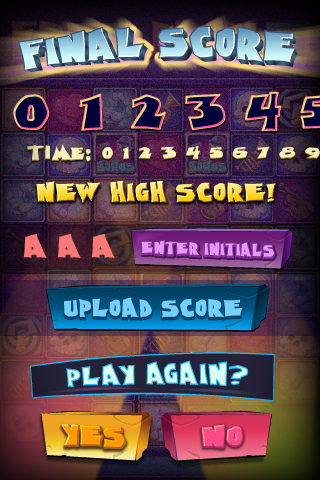 FINAL SCORE
0 1 2 3 4 5
TIME: 0 1 2 3 4 5 6 7 8 9
NEW HIGH SCORE!
A A A ENTER INITIALS
UPLOAD SCORE
PLAY AGAIN?
YES NO